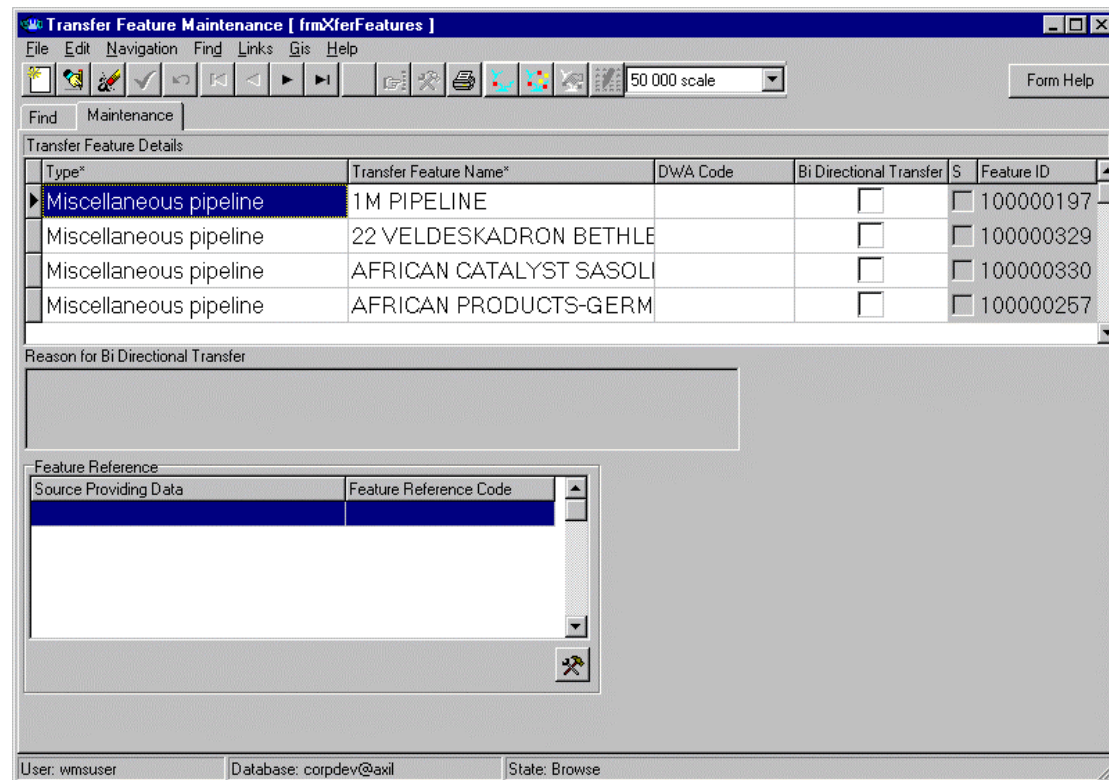 Transfer Feature Maintenance [ frmXferFeatures ]
File Edit Navigation Find Links Gis Help
50 000 scale Form Help
Find Maintenance
Transfer Feature Details
Type* Transfer Feature Name* DWA Code Bi Directional Transfer S Feature ID
Miscellaneous pipeline 1M PIPELINE 100000197
Miscellaneous pipeline 22 VELDESKADRON BETHLE 100000329
Miscellaneous pipeline AFRICAN CATALYST SASOLI 100000330
Miscellaneous pipeline AFRICAN PRODUCTS-GERM 100000257
Reason for Bi Directional Transfer
Feature Reference
Source Providing Data Feature Reference Code
User: wmsuser Database: corpdev@axil State: Browse